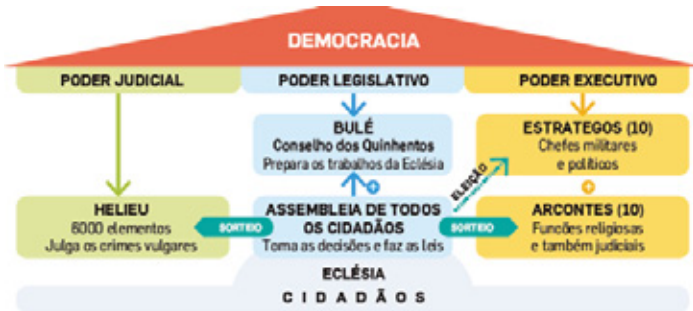 DEMOCRACIA
PODER JUDICIAL
PODER LEGISLATIVO
PODER EXECUTIVO
BULÉ
Conselho dos Quinhentos
Prepara os trabalhos da Eclésia
ESTRATEGOS (10)
Chefes militares
e políticos
ELEIÇÃO
HELIEU
6000 elementos
Julga os crimes vulgares
SORTEIO
ASSEMBLEIA DE TODOS
OS CIDADÃOS
Toma as decisões e faz as leis
SORTEIO
ARCONTES (10)
Funções religiosas
e também judiciais
ECLÉSIA
CIDADÃOS